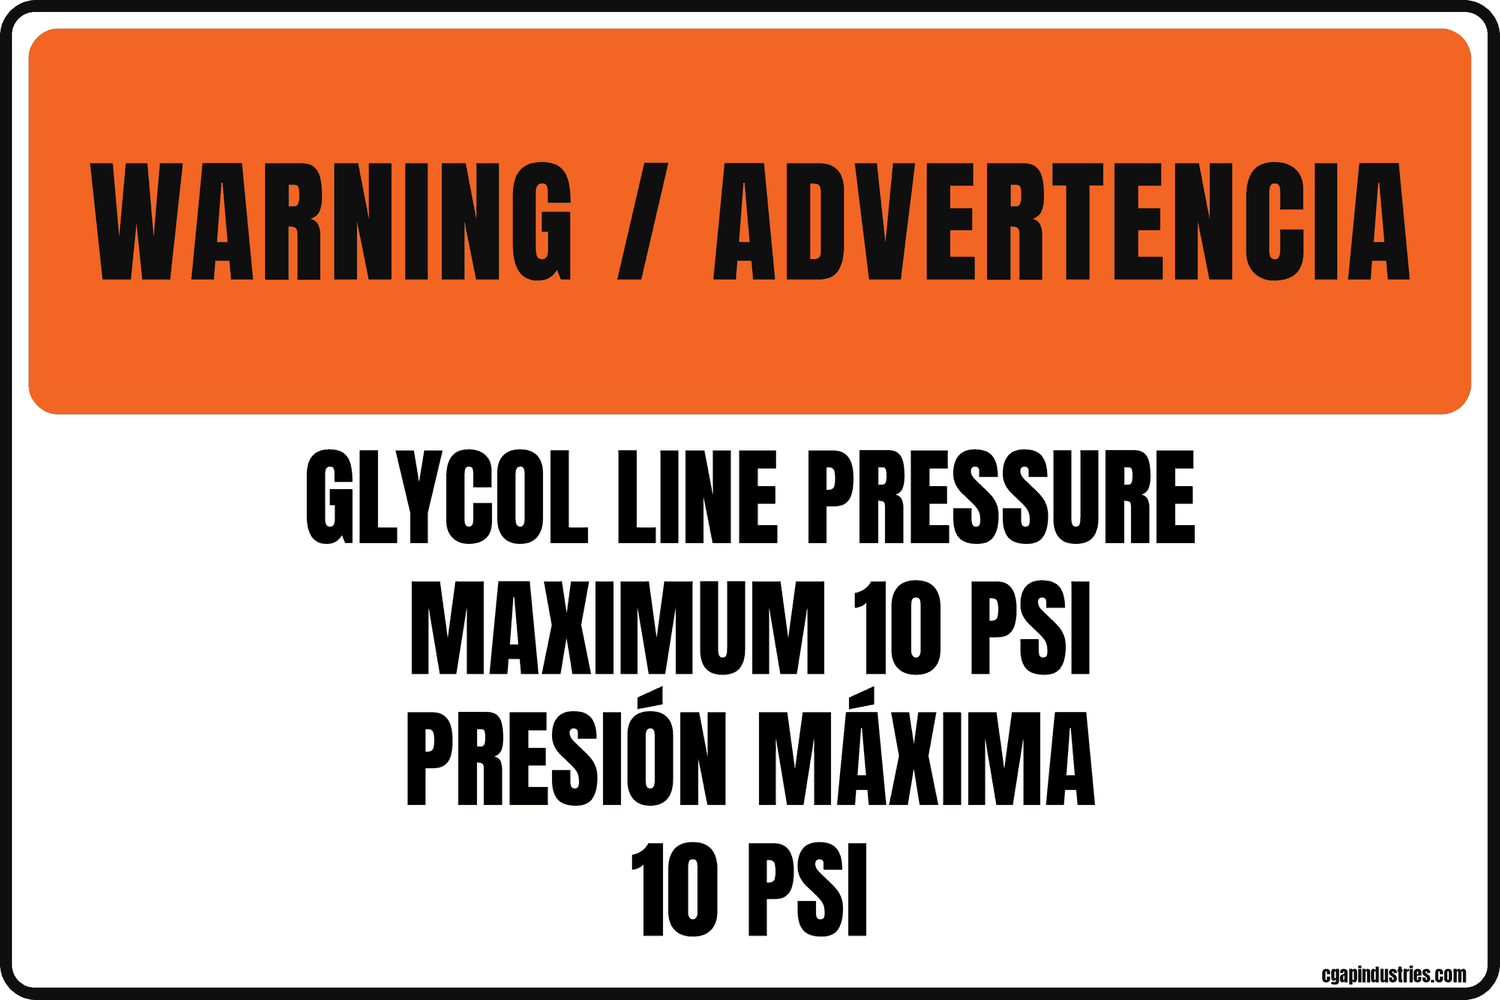 WARNING / ADVERTENCIA
GLYCOL LINE PRESSURE
MAXIMUM 10 PSI
PRESIÓN MÁXIMA
10 PSI
cgapindustries.com